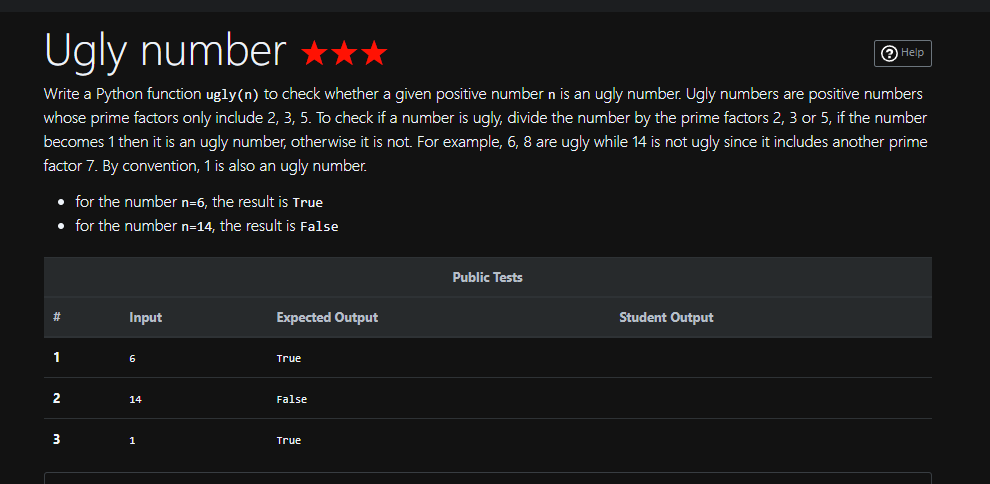 Ugly number ★★★
Help
Write a Python function ugly(n) to check whether a given positive number n is an ugly number. Ugly numbers are positive numbers
whose prime factors only include 2, 3, 5. To check if a number is ugly, divide the number by the prime factors 2, 3 or 5, if the number
becomes 1 then it is an ugly number, otherwise it is not. For example, 6, 8 are ugly while 14 is not ugly since it includes another prime
factor 7. By convention, 1 is also an ugly number.
• for the number n=6, the result is True
• for the number n=14, the result is False
Public Tests
# Input Expected Output Student Output
1 6 True
2 14 False
3 1 True